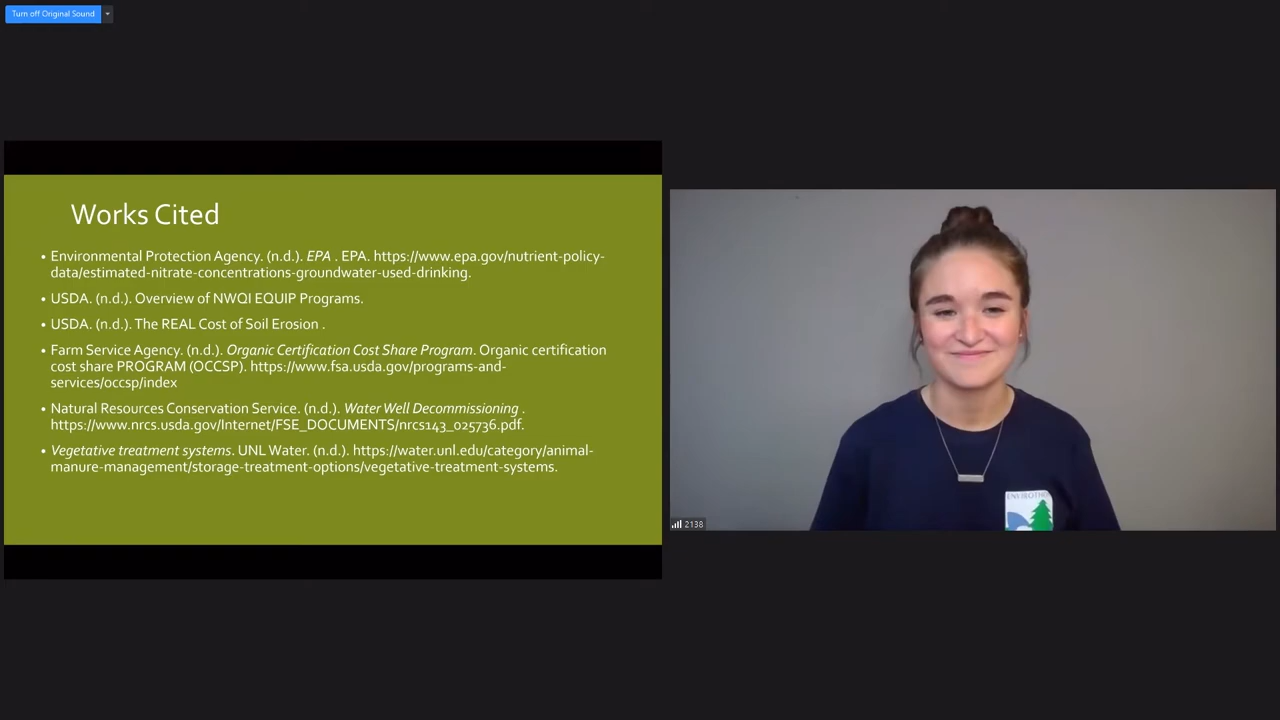 Turn off Original Sound
Works Cited
• Environmental Protection Agency. (n.d.). EPA . EPA. https://www.epa.gov/nutrient-policy-
data/estimated-nitrate-concentrations-groundwater-used-drinking.
• USDA. (n.d.). Overview of NWQI EQUIP Programs.
• USDA. (n.d.). The REAL Cost of Soil Erosion .
• Farm Service Agency. (n.d.). Organic Certification Cost Share Program. Organic certification
cost share PROGRAM (OCCSP). https://www.fsa.usda.gov/programs-and-
services/occsp/index
• Natural Resources Conservation Service. (n.d.). Water Well Decommissioning .
https://www.nrcs.usda.gov/Internet/FSE_DOCUMENTS/nrcs143_025736.pdf.
• Vegetative treatment systems. UNL Water. (n.d.). https://water.unl.edu/category/animal-
manure-management/storage-treatment-options/vegetative-treatment-systems.
2138